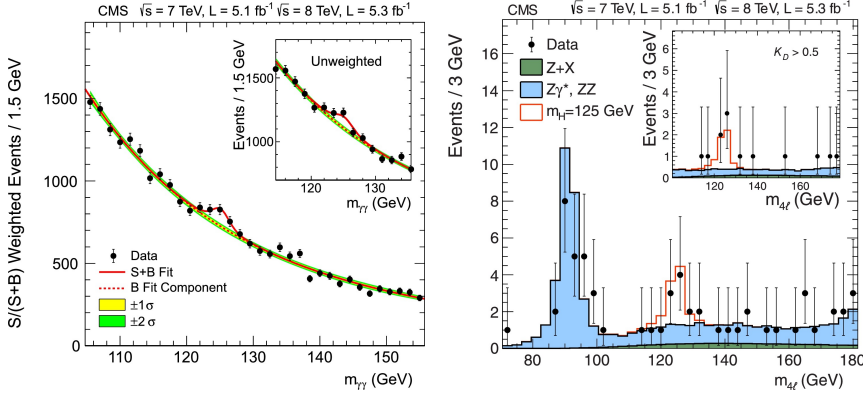 CMS √s = 7 TeV, L = 5.1 fb⁻¹ √s = 8 TeV, L = 5.3 fb⁻¹
S/(S+B) Weighted Events / 1.5 GeV
1500
1000
500
0
110 120 130 140 150
m_γγ (GeV)
Data
S+B Fit
B Fit Component
±1σ
±2 σ
Unweighted
Events / 1.5 GeV
1500
1000
120 130
m_γγ (GeV)
CMS √s = 7 TeV, L = 5.1 fb⁻¹ √s = 8 TeV, L = 5.3 fb⁻¹
Events / 3 GeV
16
14
12
10
8
6
4
2
0
80 100 120 140 160 180
m_4ℓ (GeV)
Data
Z+X
Zγ*, ZZ
m_H=125 GeV
K_D > 0.5
Events / 3 GeV
6
5
4
3
2
1
0
120 140 160
m_4ℓ (GeV)